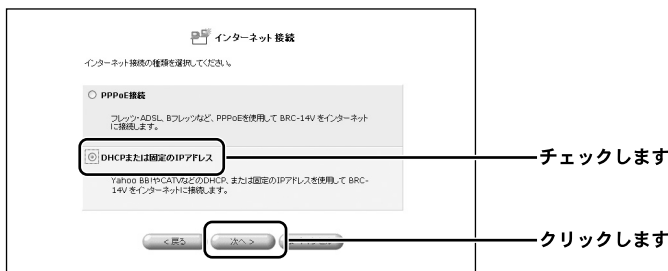 インターネット接続
インターネット接続の種類を選択してください。
PPPoE接続
フレッツ・ADSL、Bフレッツなど、PPPoEを使用して BRC-14V をインターネット
に接続します。
DHCPまたは固定のIPアドレス
チェックします
Yahoo BB!やCATVなどのDHCP、または固定のIPアドレスを使用して BRC-
14V をインターネットに接続します。
< 戻る
次へ >
クリックします